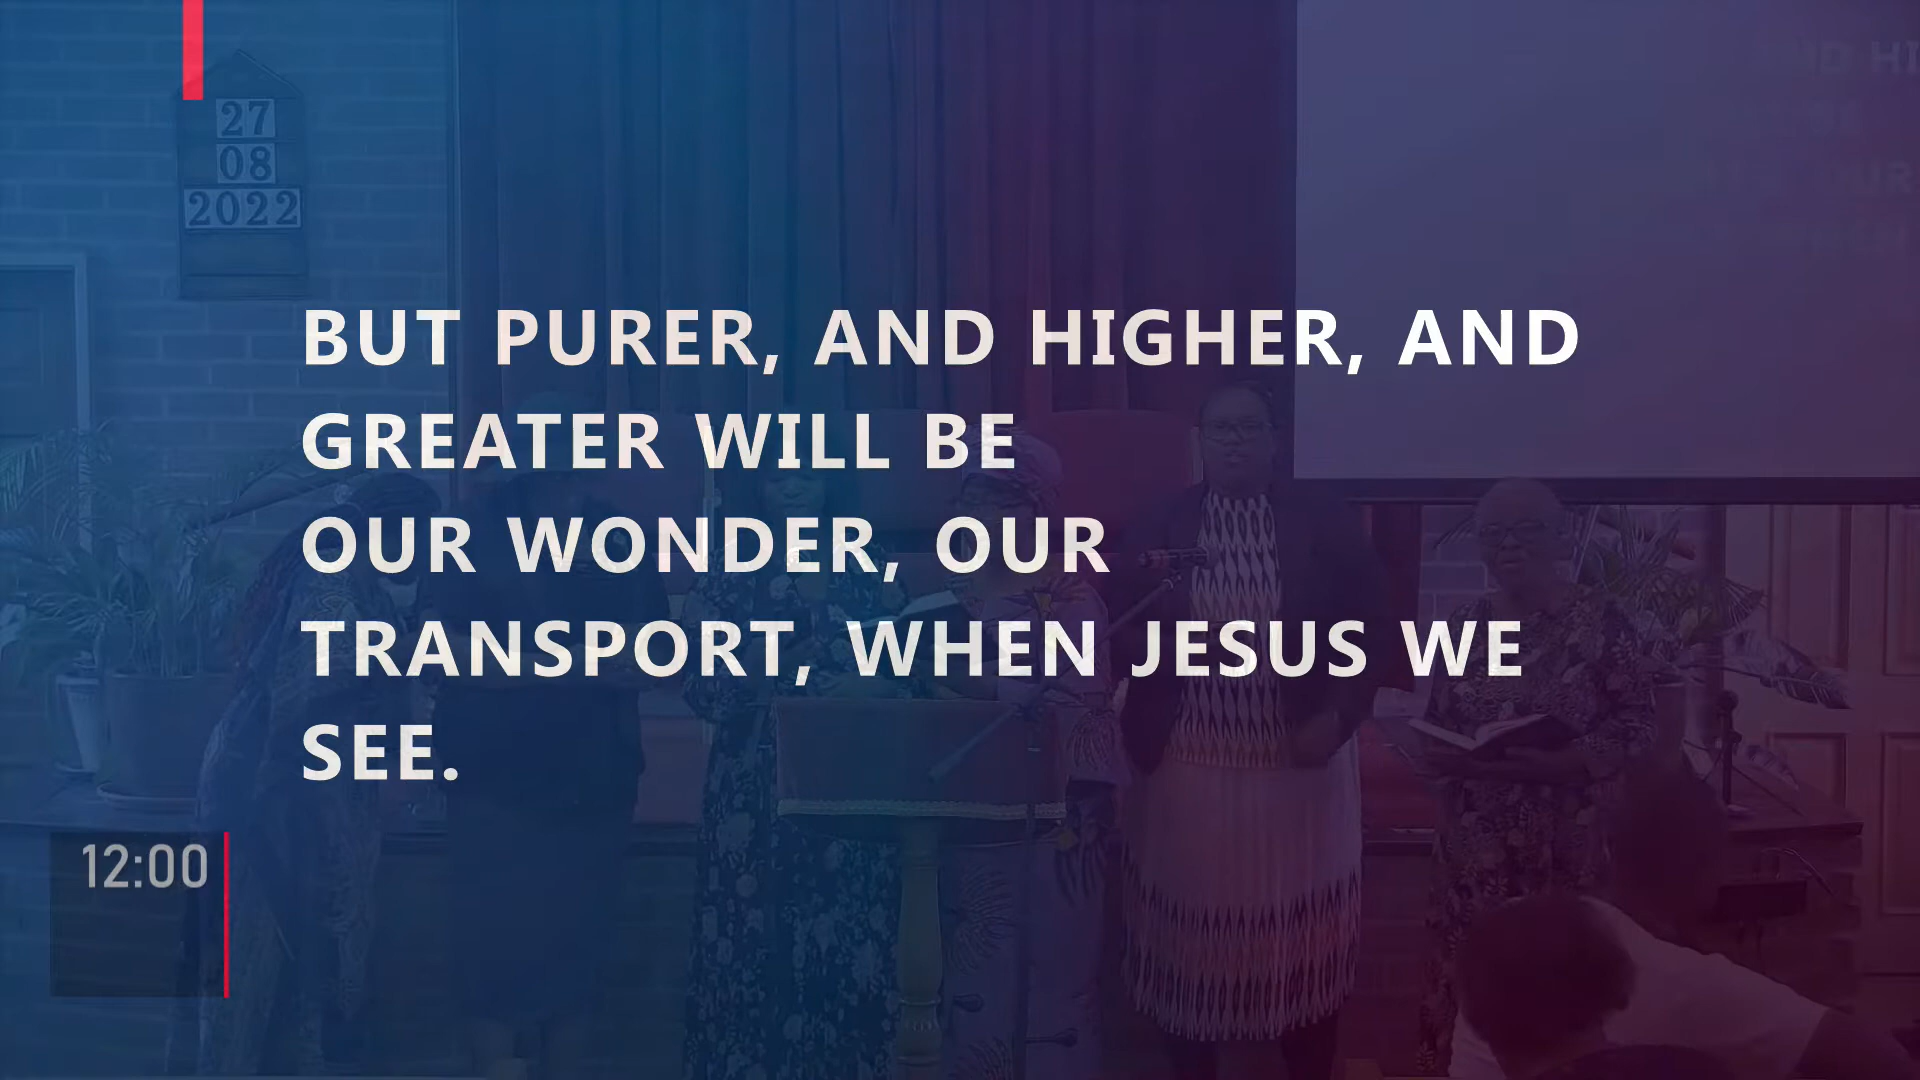 27
08
2022
BUT PURER, AND HIGHER, AND
GREATER WILL BE
OUR WONDER, OUR
TRANSPORT, WHEN JESUS WE
SEE.
12:00